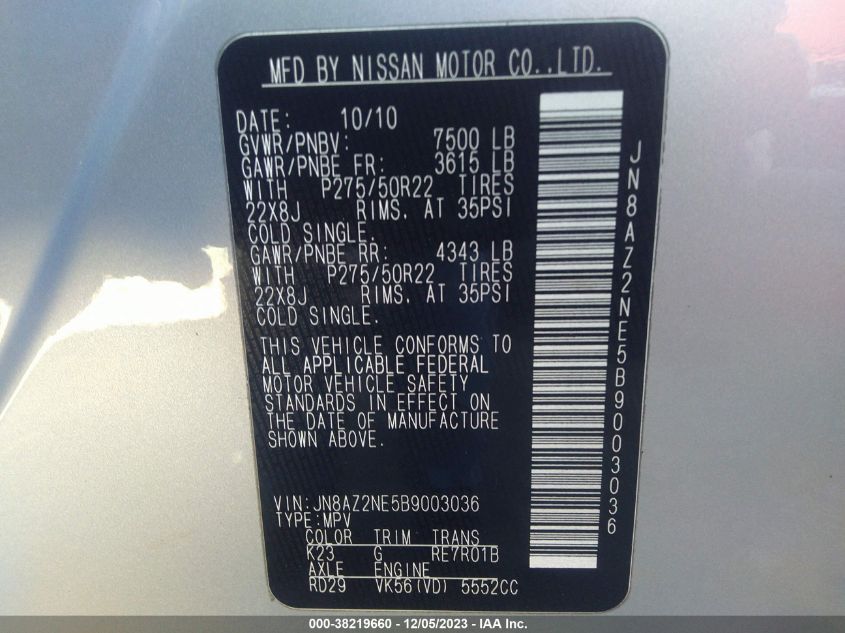 MFD BY NISSAN MOTOR CO.,LTD.
DATE: 10/10
GVWR/PNBV: 7500 LB
GAWR/PNBE FR: 3615 LB
WITH P275/50R22 TIRES
22X8J RIMS. AT 35PSI
COLD SINGLE.
GAWR/PNBE RR: 4343 LB
WITH P275/50R22 TIRES
22X8J RIMS. AT 35PSI
COLD SINGLE.
THIS VEHICLE CONFORMS TO
ALL APPLICABLE FEDERAL
MOTOR VEHICLE SAFETY
STANDARDS IN EFFECT ON
THE DATE OF MANUFACTURE
SHOWN ABOVE.
VIN:JN8AZ2NE5B9003036
TYPE:MPV
COLOR TRIM TRANS
K23 G RE7R01B
AXLE ENGINE
RD29 VK56(VD) 5552CC
JN8AZ2NE5B9003036
000-38219660 - 12/05/2023 - IAA Inc.